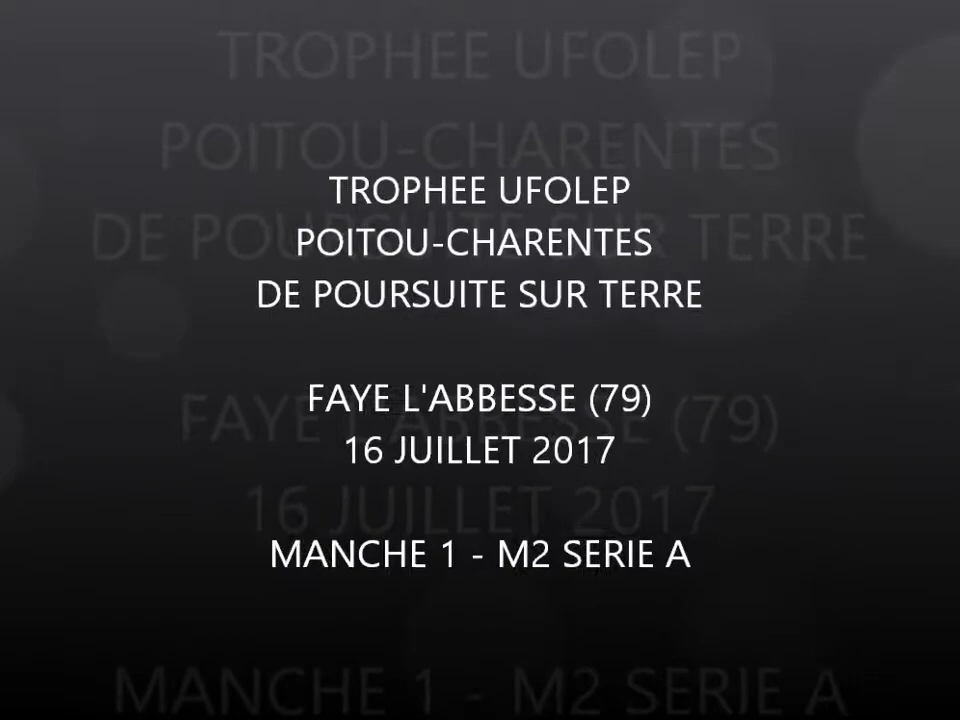 TROPHEE UFOLEP
POITOU-CHARENTES
DE POURSUITE SUR TERRE
FAYE L'ABBESSE (79)
16 JUILLET 2017
MANCHE 1 - M2 SERIE A